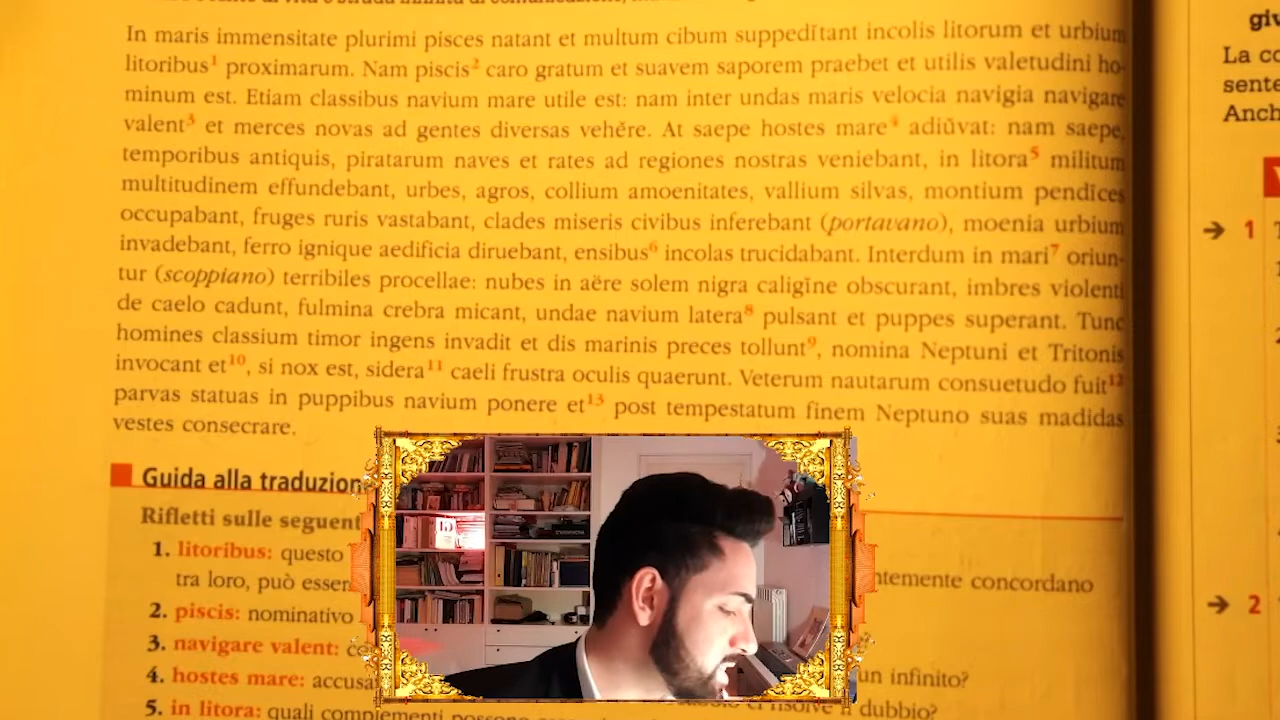 In maris immensitate plurimi pisces natant et multum cibum suppedĭtant incolis litorum et urbium
litoribus¹ proximarum. Nam piscis² caro gratum et suavem saporem praebet et utilis valetudini ho-
minum est. Etiam classibus navium mare utile est: nam inter undas maris velocia navigia navigare
valent³ et merces novas ad gentes diversas vehĕre. At saepe hostes mare⁴ adiŭvat: nam saepe,
temporibus antiquis, piratarum naves et rates ad regiones nostras veniebant, in litora⁵ militum
multitudinem effundebant, urbes, agros, collium amoenitates, vallium silvas, montium pendīces
occupabant, fruges ruris vastabant, clades miseris civibus inferebant (portavano), moenia urbium
invadebant, ferro ignique aedificia diruebant, ensibus⁶ incolas trucidabant. Interdum in mari⁷ oriun-
tur (scoppiano) terribiles procellae: nubes in aëre solem nigra caligĭne obscurant, imbres violenti
de caelo cadunt, fulmina crebra micant, undae navium latera⁸ pulsant et puppes superant. Tunc
homines classium timor ingens invadit et dis marinis preces tollunt⁹, nomina Neptuni et Tritonis
invocant et¹⁰, si nox est, sidera¹¹ caeli frustra oculis quaerunt. Veterum nautarum consuetudo fuit¹²
parvas statuas in puppibus navium ponere et¹³ post tempestatum finem Neptuno suas madidas
vestes consecrare.
Guida alla traduzion
Rifletti sulle seguent
1. litoribus: questo
tra loro, può esser ntemente concordano
2. piscis: nominativo
3. navigare valent:
4. hostes mare: accusa un infinito?
5. in litora: quali complementi dubbio?
giv
La co
sente
Anch
→ 1
→ 2